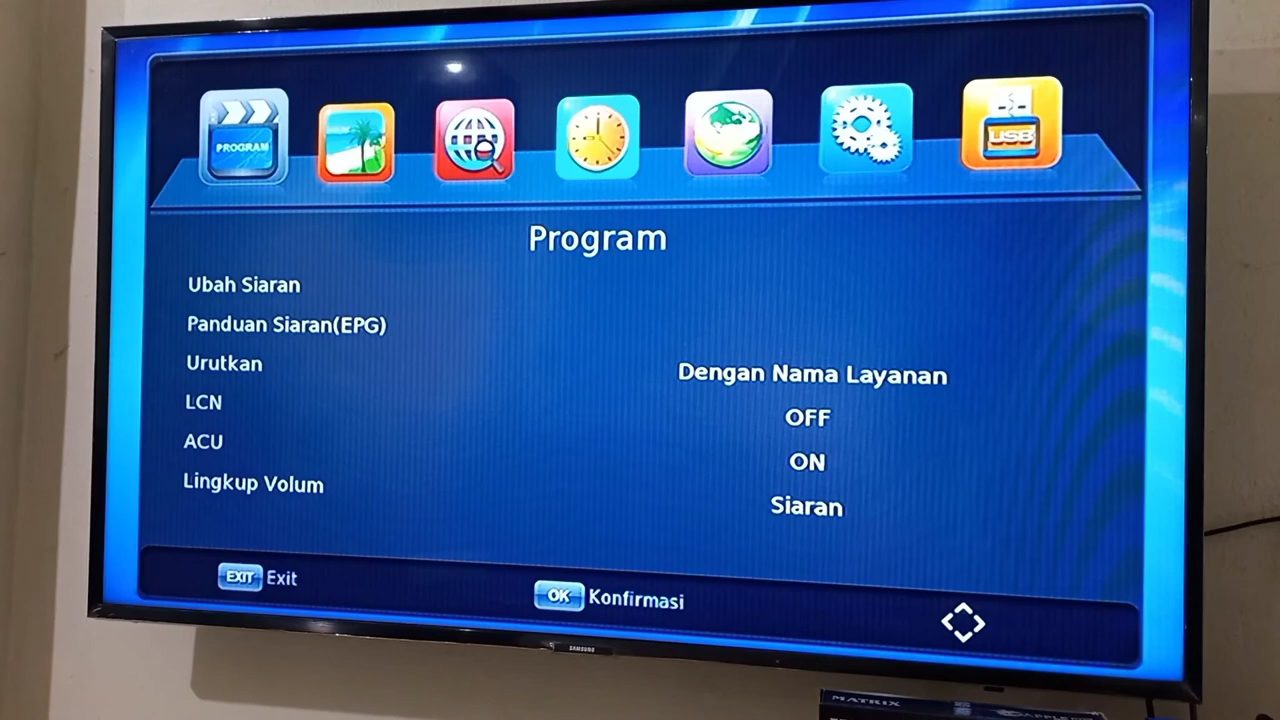 PROGRAM
USB
Program
Ubah Siaran
Panduan Siaran(EPG)
Urutkan Dengan Nama Layanan
LCN OFF
ACU ON
Lingkup Volum Siaran
EXIT Exit
OK Konfirmasi
SAMSUNG
MATRIX
APPLE